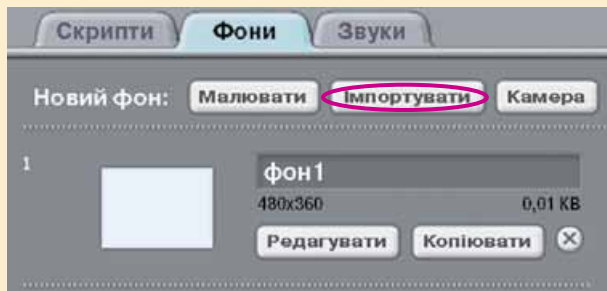 Скрипти Фони Звуки
Новий фон: Малювати Імпортувати Камера
1
фон1
480x360 0,01 KB
Редагувати Копіювати